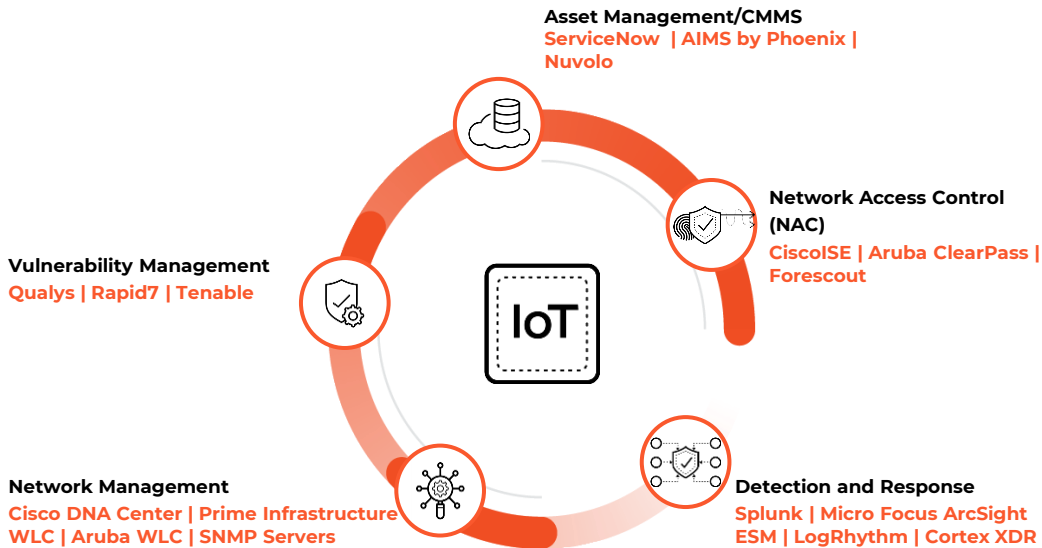 Asset Management/CMMS
ServiceNow | AIMS by Phoenix |
Nuvolo
Network Access Control
(NAC)
CiscoISE | Aruba ClearPass |
Forescout
Vulnerability Management
Qualys | Rapid7 | Tenable
IoT
Network Management
Cisco DNA Center | Prime Infrastructure
WLC | Aruba WLC | SNMP Servers
Detection and Response
Splunk | Micro Focus ArcSight
ESM | LogRhythm | Cortex XDR